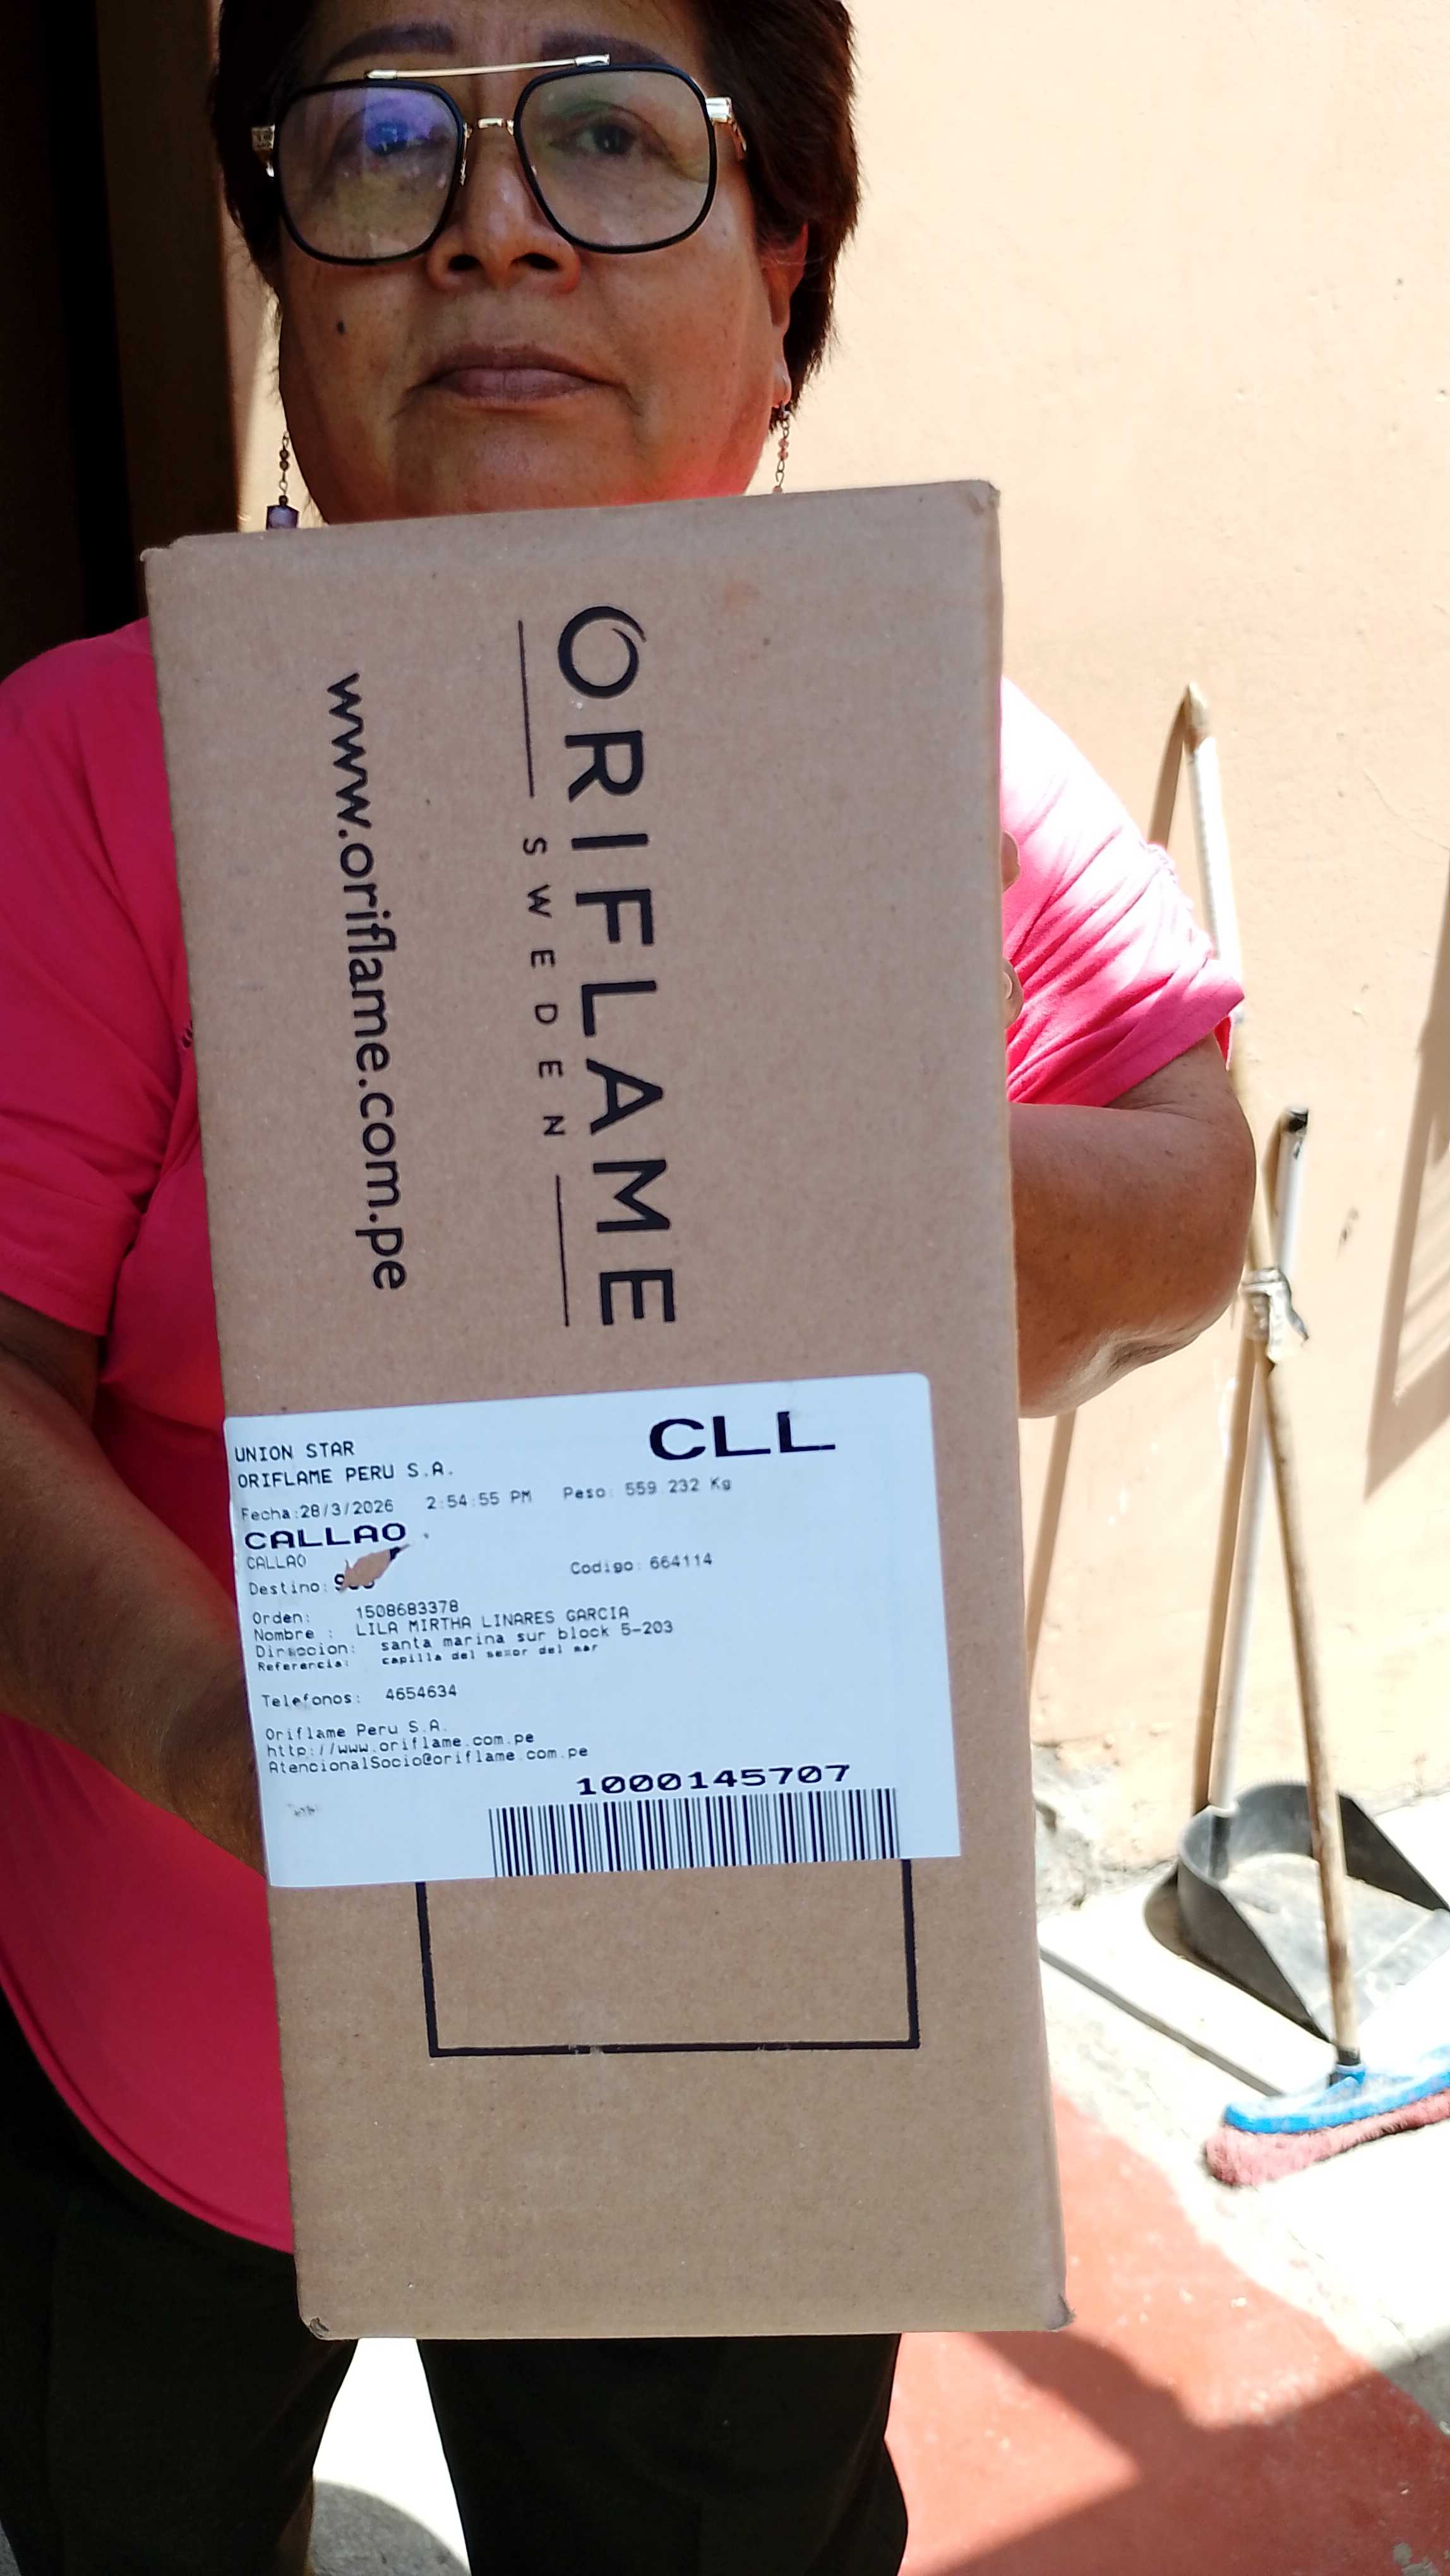 ORIFLAME
SWEDEN
www.oriflame.com.pe
CLL
UNION STAR
ORIFLAME PERU S.A.
Fecha:28/3/2026 2:54:55 PM Peso: 559.232 Kg
CALLAO
CALLAO
Destino: Codigo: 664114
Orden: 1508683378
Nombre : LILA MIRTHA LINARES GARCIA
Direccion: santa marina sur block 5-203
Referencia: capilla del senor del mar
Telefonos: 4654634
Oriflame Peru S.A.
http://www.oriflame.com.pe
AtencionalSocio@oriflame.com.pe
1000145707